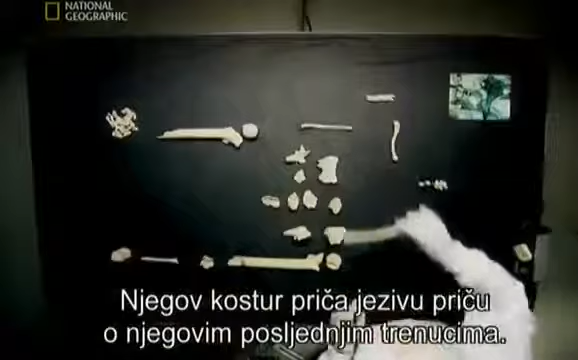 NATIONAL
GEOGRAPHIC
Njegov kostur priča jezivu priču
o njegovim posljednjim trenucima.